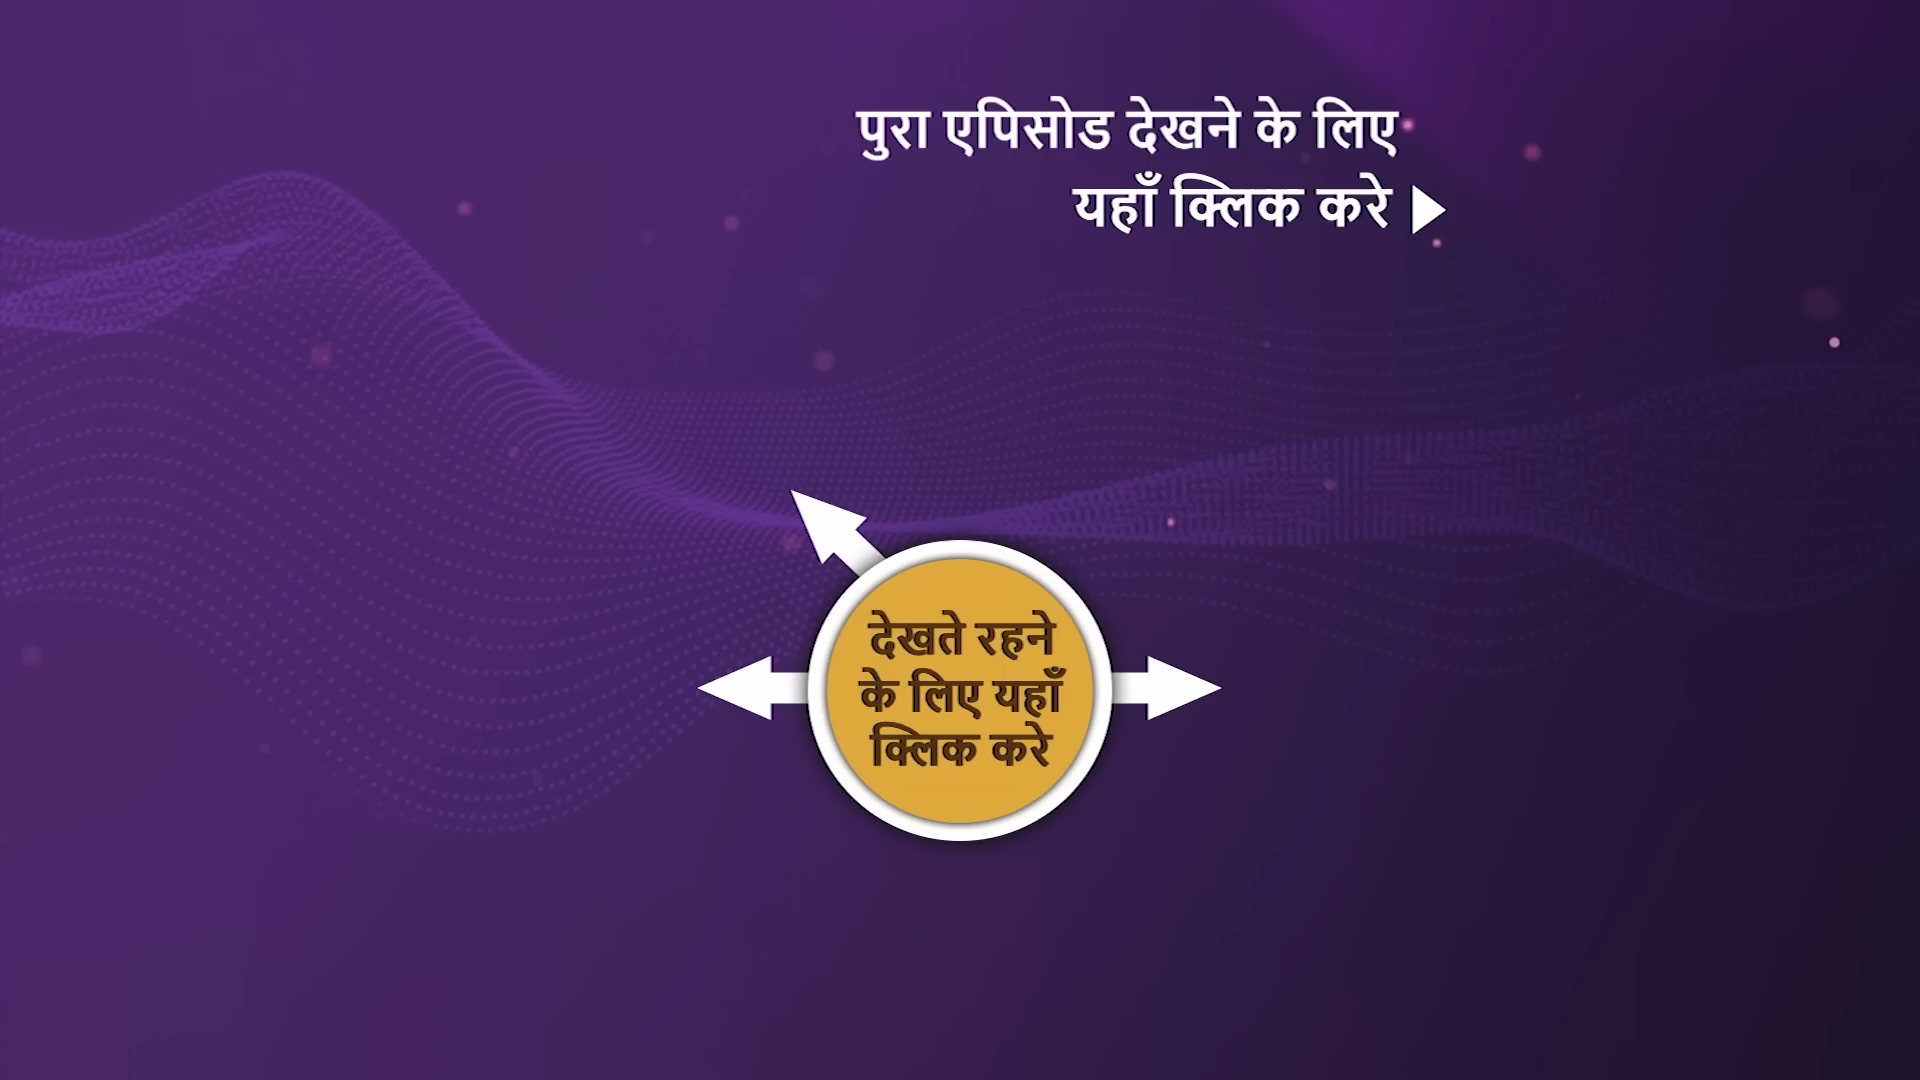 पुरा एपिसोड देखने के लिए
यहाँ क्लिक करे
देखते रहने
के लिए यहाँ
क्लिक करे